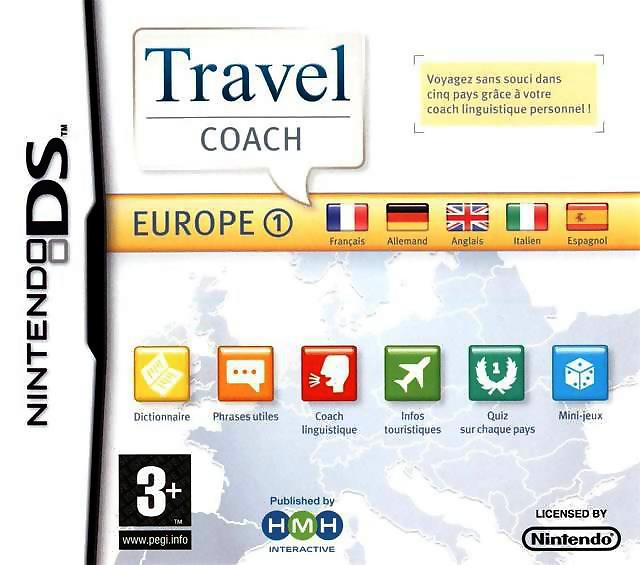 Travel
COACH
Voyagez sans souci dans
cinq pays grâce à votre
coach linguistique personnel !
EUROPE 1
Français
Allemand
Anglais
Italien
Espagnol
NINTENDO DS™
Dictionnaire
Phrases utiles
Coach
linguistique
Infos
touristiques
1
Quiz
sur chaque pays
Mini-jeux
3+
™
www.pegi.info
Published by
HMH
INTERACTIVE
LICENSED BY
Nintendo